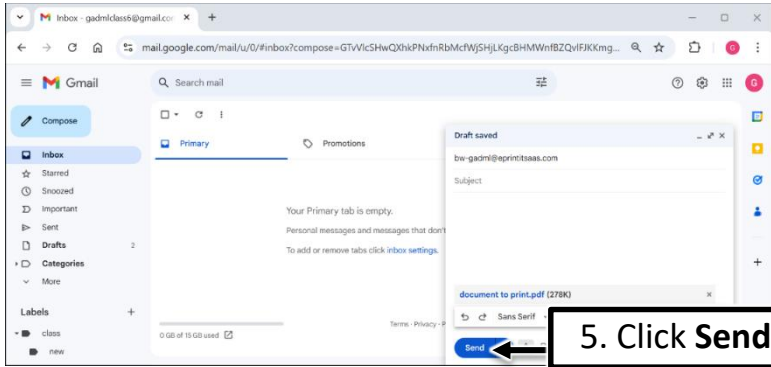 Inbox - gadmlclass6@gmail.co
mail.google.com/mail/u/0/#inbox?compose=GTvVlcSHwQXhkPNxfnRbMcfWjSHjLKgcBHMWnfBZQvlFJKKmg...
Gmail
Search mail
G
Compose
Primary
Promotions
Draft saved
Inbox
bw-gadml@eprintitsaas.com
Starred
Subject
Snoozed
Important
Your Primary tab is empty.
Sent
Personal messages and messages that don't
Drafts 2
To add or remove tabs click inbox settings.
Categories
More
document to print.pdf (278K)
Labels
Sans Serif
class
0 GB of 15 GB used
Terms · Privacy · P
Send
5. Click Send
new